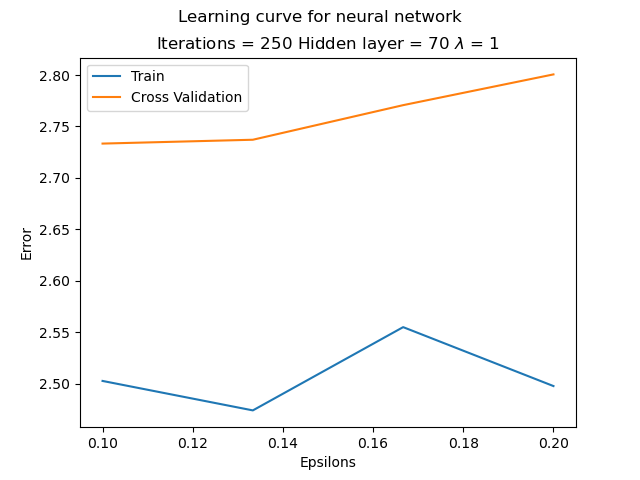 Learning curve for neural network
Iterations = 250 Hidden layer = 70 λ = 1
Train
Cross Validation
2.80
2.75
2.70
2.65
2.60
2.55
2.50
Error
0.10 0.12 0.14 0.16 0.18 0.20
Epsilons